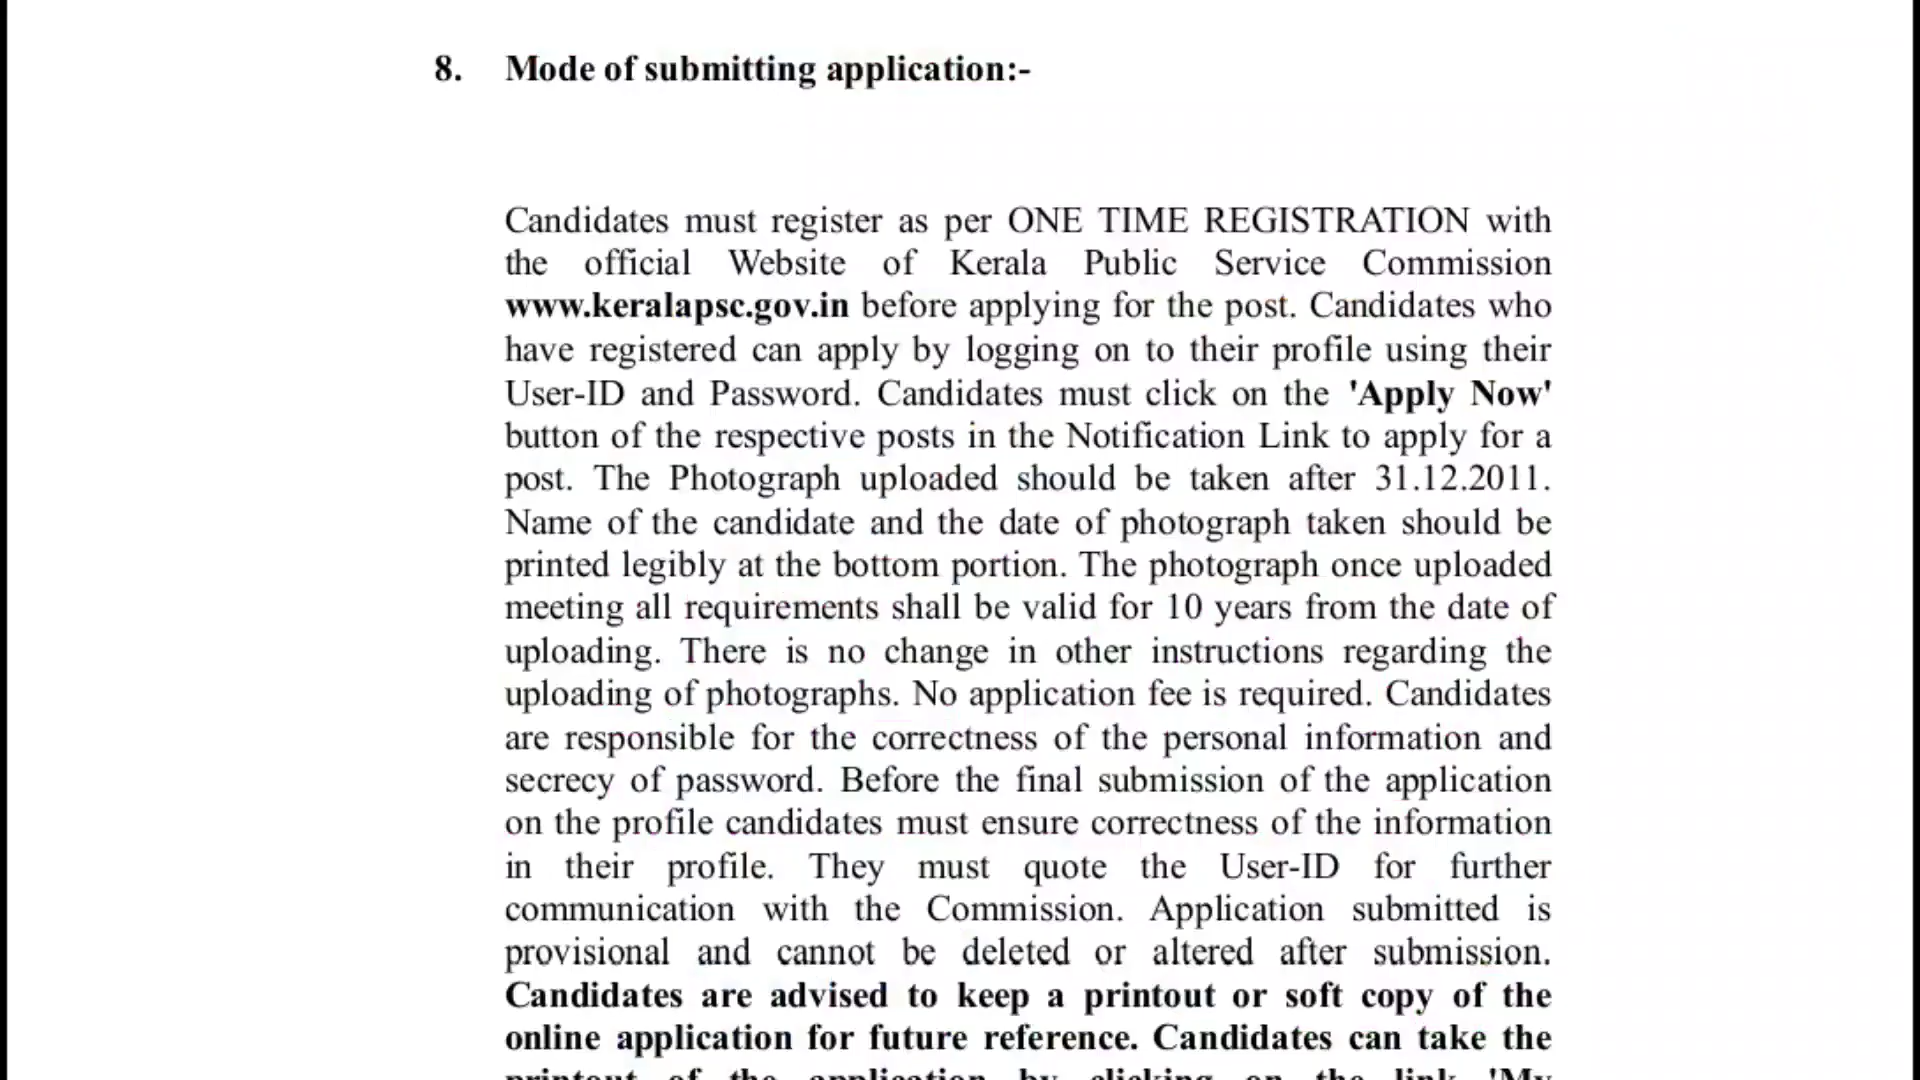 8. Mode of submitting application:-
Candidates must register as per ONE TIME REGISTRATION with
the official Website of Kerala Public Service Commission
www.keralapsc.gov.in before applying for the post. Candidates who
have registered can apply by logging on to their profile using their
User-ID and Password. Candidates must click on the 'Apply Now'
button of the respective posts in the Notification Link to apply for a
post. The Photograph uploaded should be taken after 31.12.2011.
Name of the candidate and the date of photograph taken should be
printed legibly at the bottom portion. The photograph once uploaded
meeting all requirements shall be valid for 10 years from the date of
uploading. There is no change in other instructions regarding the
uploading of photographs. No application fee is required. Candidates
are responsible for the correctness of the personal information and
secrecy of password. Before the final submission of the application
on the profile candidates must ensure correctness of the information
in their profile. They must quote the User-ID for further
communication with the Commission. Application submitted is
provisional and cannot be deleted or altered after submission.
Candidates are advised to keep a printout or soft copy of the
online application for future reference. Candidates can take the
printout of the application by clicking on the link 'My